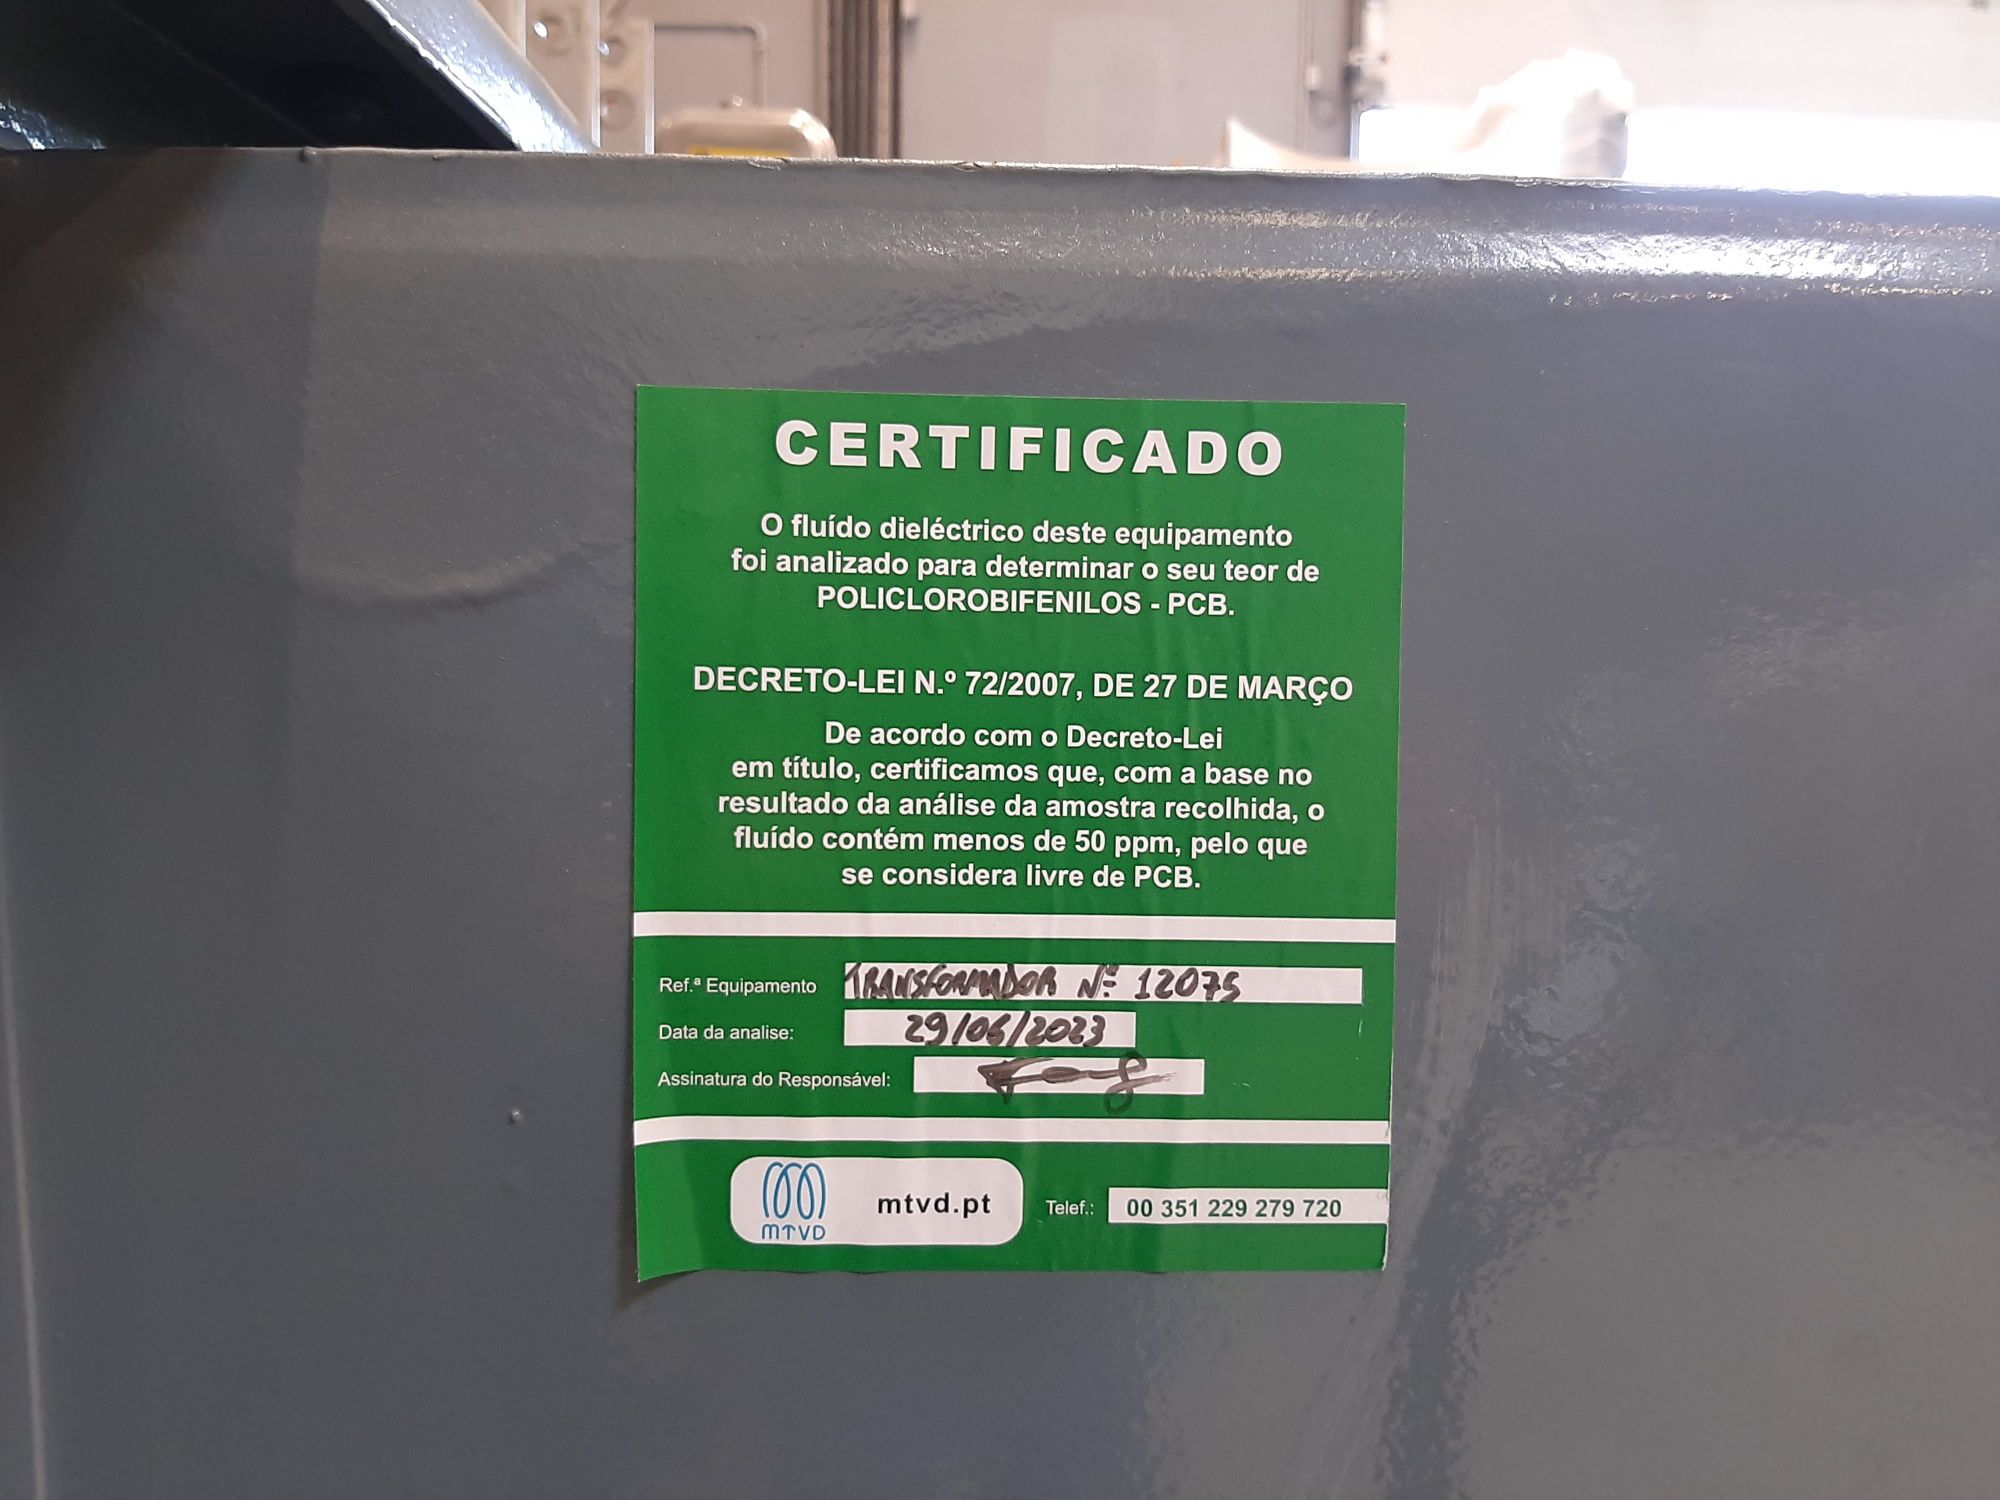 CERTIFICADO
O fluído dieléctrico deste equipamento
foi analizado para determinar o seu teor de
POLICLOROBIFENILOS - PCB.
DECRETO-LEI N.º 72/2007, DE 27 DE MARÇO
De acordo com o Decreto-Lei
em título, certificamos que, com a base no
resultado da análise da amostra recolhida, o
fluído contém menos de 50 ppm, pelo que
se considera livre de PCB.
Ref.ª Equipamento TRANSFORMADOR Nº 12075
Data da analise: 29/06/2023
Assinatura do Responsável:
MTVD mtvd.pt Telef.: 00 351 229 279 720